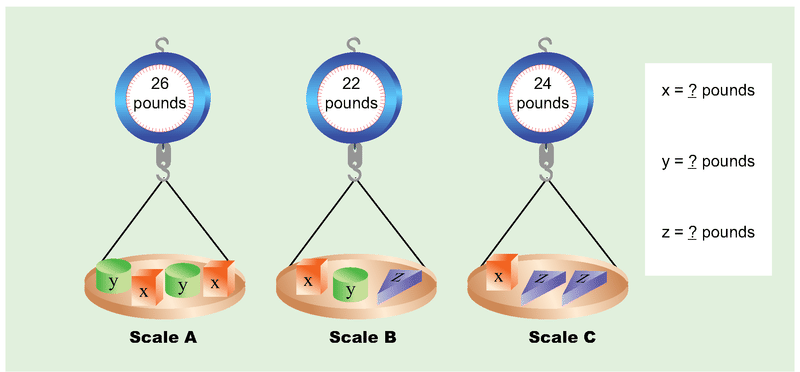 26
pounds
22
pounds
24
pounds
x = ? pounds
y = ? pounds
z = ? pounds
y x y x
x y z
x z z
Scale A
Scale B
Scale C